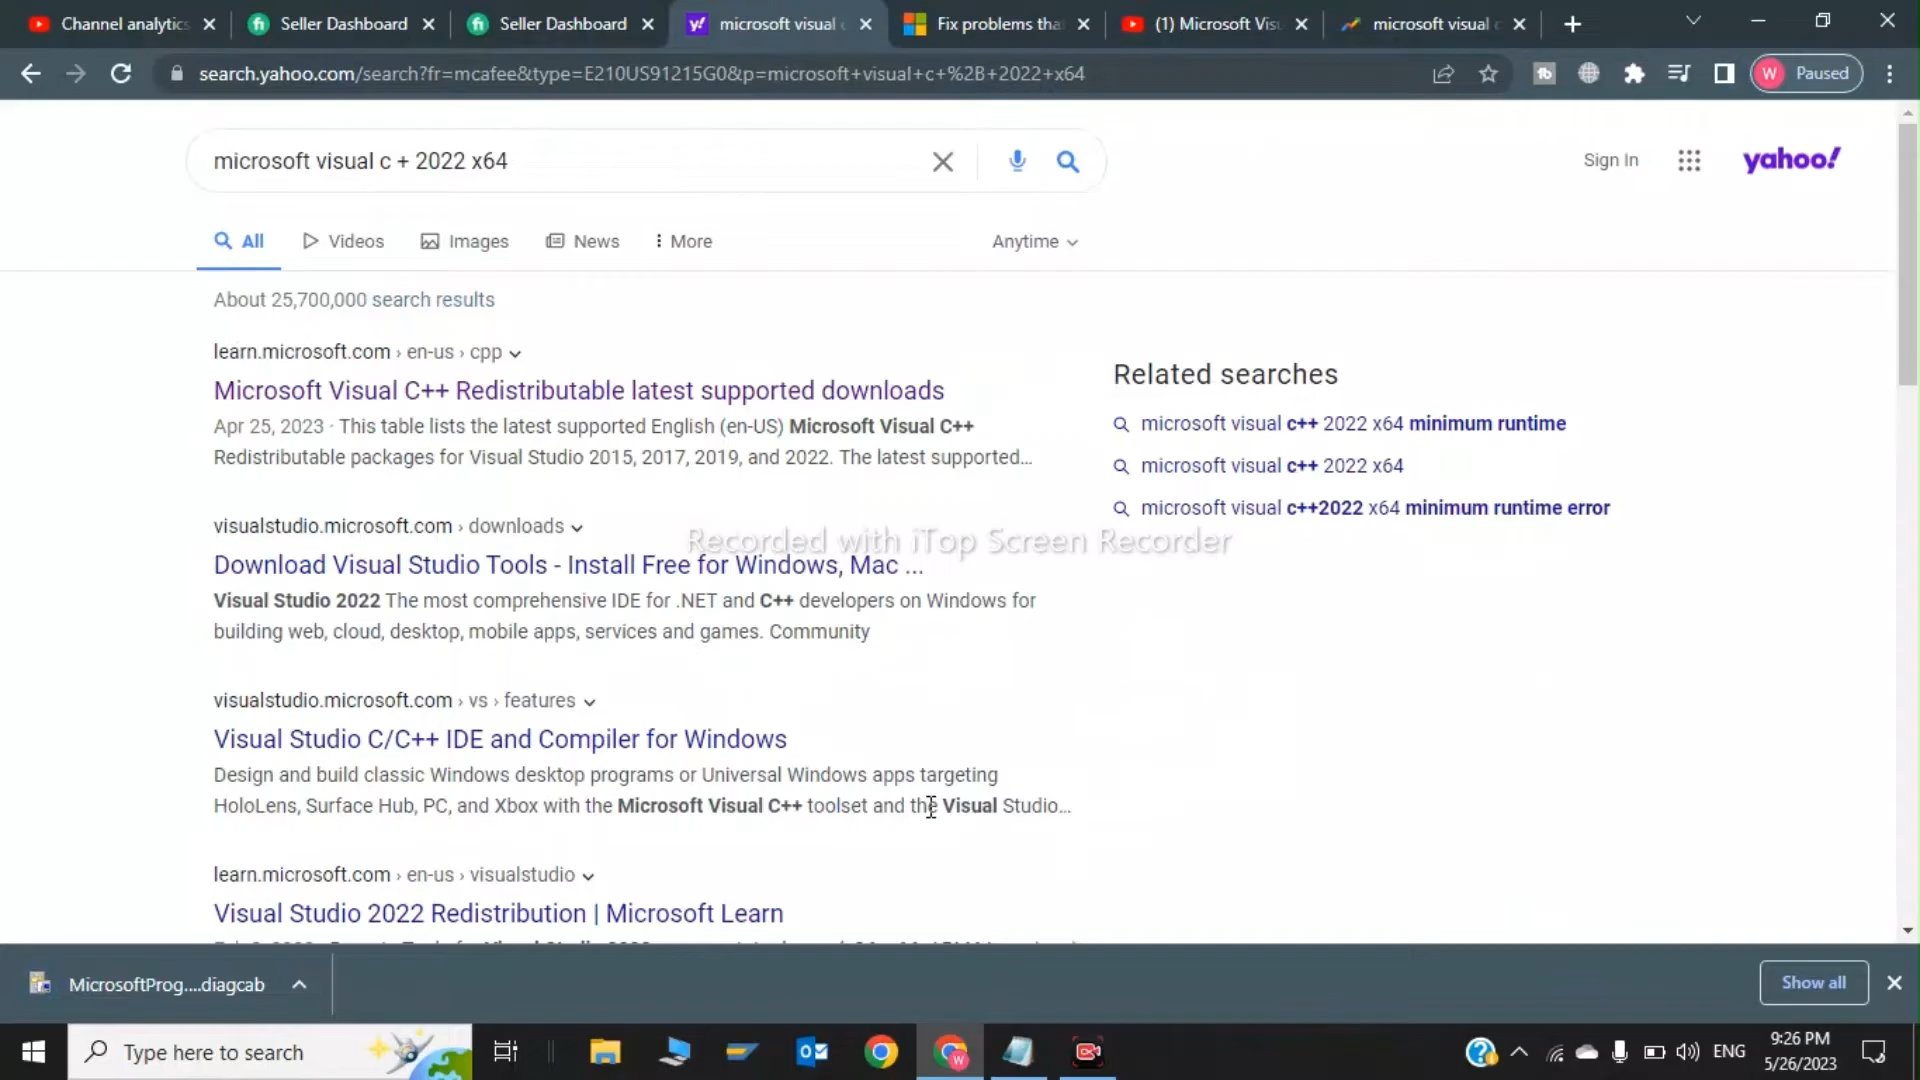 Channel analytics
Seller Dashboard
Seller Dashboard
microsoft visual c
Fix problems tha
(1) Microsoft Vis
microsoft visual c
search.yahoo.com/search?fr=mcafee&type=E210US91215G0&p=microsoft+visual+c+%2B+2022+x64
W Paused
microsoft visual c + 2022 x64
Sign In
yahoo!
All
Videos
Images
News
More
Anytime
About 25,700,000 search results
learn.microsoft.com › en-us › cpp
Microsoft Visual C++ Redistributable latest supported downloads
Apr 25, 2023 · This table lists the latest supported English (en-US) Microsoft Visual C++
Redistributable packages for Visual Studio 2015, 2017, 2019, and 2022. The latest supported...
Related searches
microsoft visual c++ 2022 x64 minimum runtime
microsoft visual c++ 2022 x64
microsoft visual c++2022 x64 minimum runtime error
visualstudio.microsoft.com › downloads
Recorded with iTop Screen Recorder
Download Visual Studio Tools - Install Free for Windows, Mac ...
Visual Studio 2022 The most comprehensive IDE for .NET and C++ developers on Windows for
building web, cloud, desktop, mobile apps, services and games. Community
visualstudio.microsoft.com › vs › features
Visual Studio C/C++ IDE and Compiler for Windows
Design and build classic Windows desktop programs or Universal Windows apps targeting
HoloLens, Surface Hub, PC, and Xbox with the Microsoft Visual C++ toolset and the Visual Studio...
learn.microsoft.com › en-us › visualstudio
Visual Studio 2022 Redistribution | Microsoft Learn
MicrosoftProg....diagcab
Show all
Type here to search
ENG
9:26 PM
5/26/2023